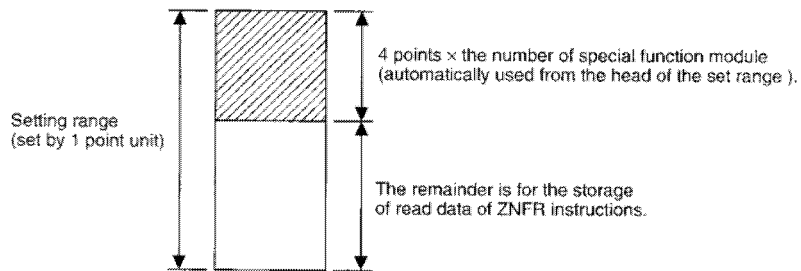 4 points × the number of special function module
(automatically used from the head of the set range ).
Setting range
(set by 1 point unit)
The remainder is for the storage
of read data of ZNFR instructions.